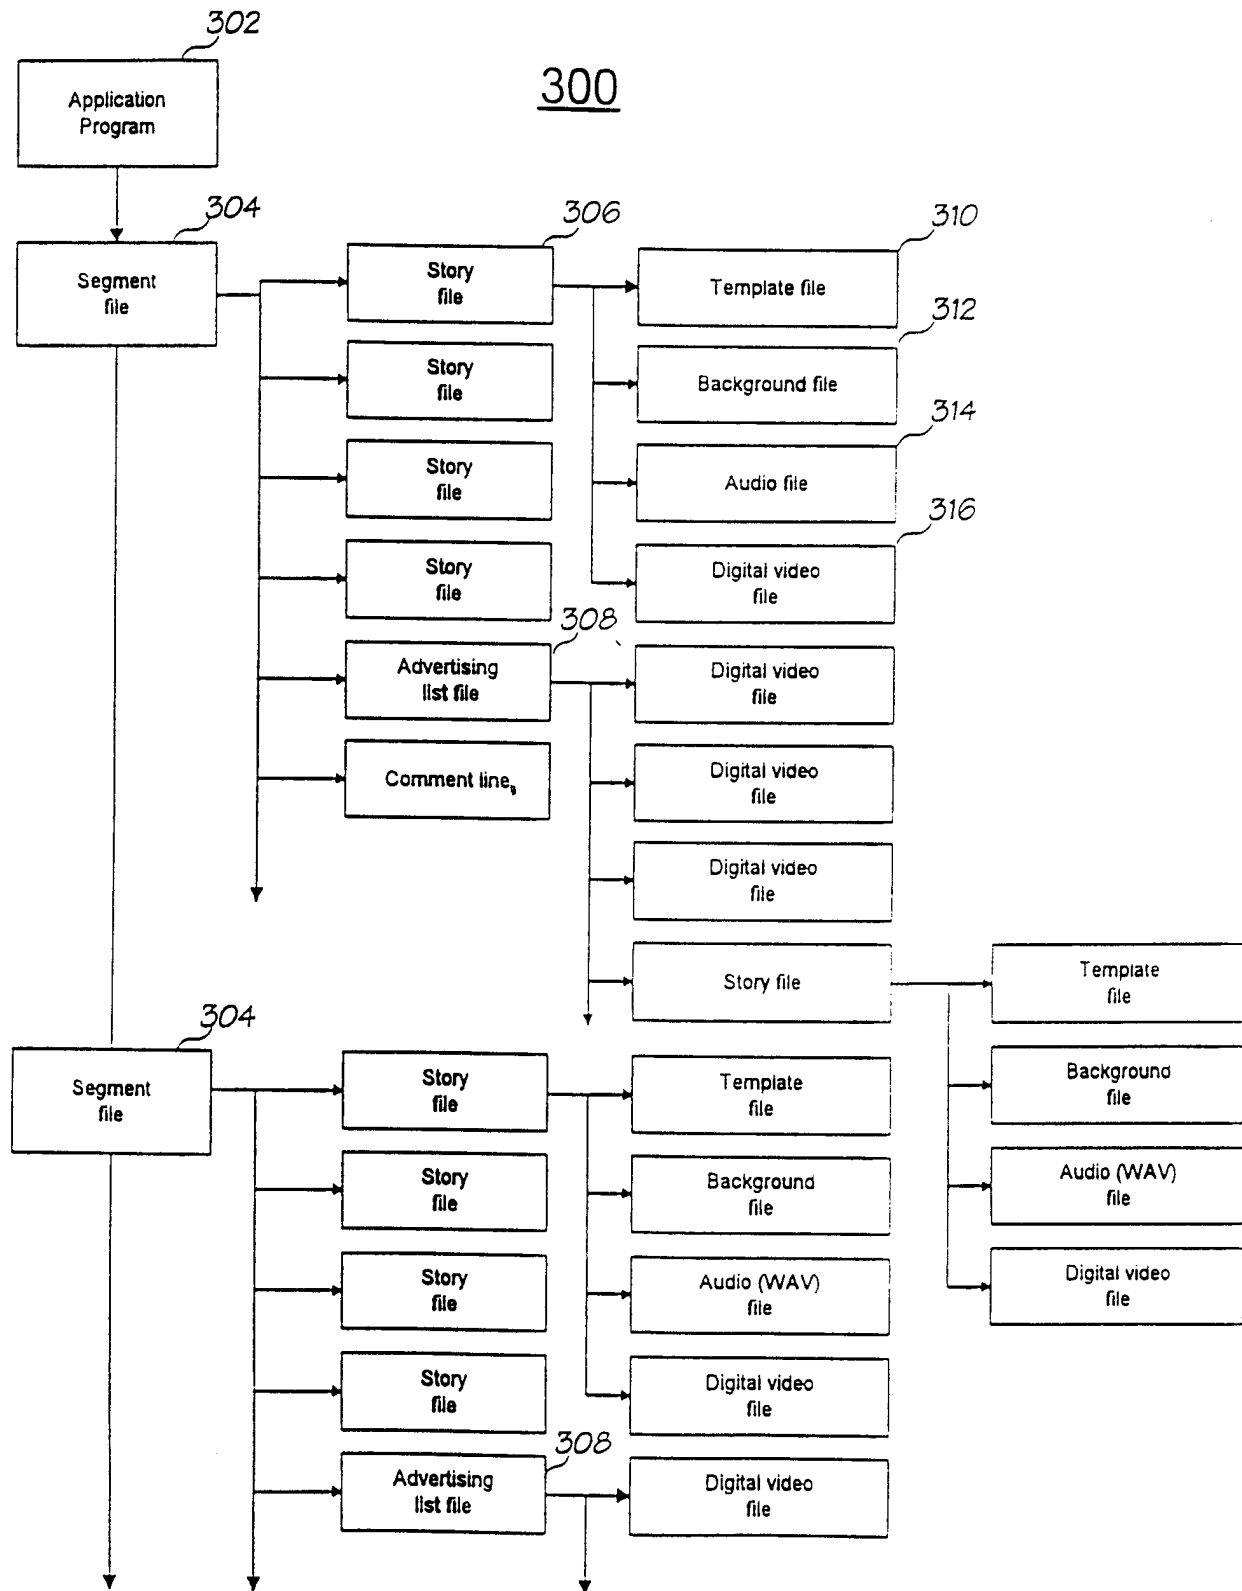 302
Application
Program
300
304
Segment
file
306
Story
file
310
Template file
312
Story
file
Background file
314
Story
file
Audio file
316
Story
file
Digital video
file
308
Advertising
list file
Digital video
file
Comment line
Digital video
file
Digital video
file
Story file
Template
file
304
Segment
file
Story
file
Template
file
Background
file
Story
file
Background
file
Audio (WAV)
file
Story
file
Audio (WAV)
file
Digital video
file
Story
file
Digital video
file
308
Advertising
list file
Digital video
file